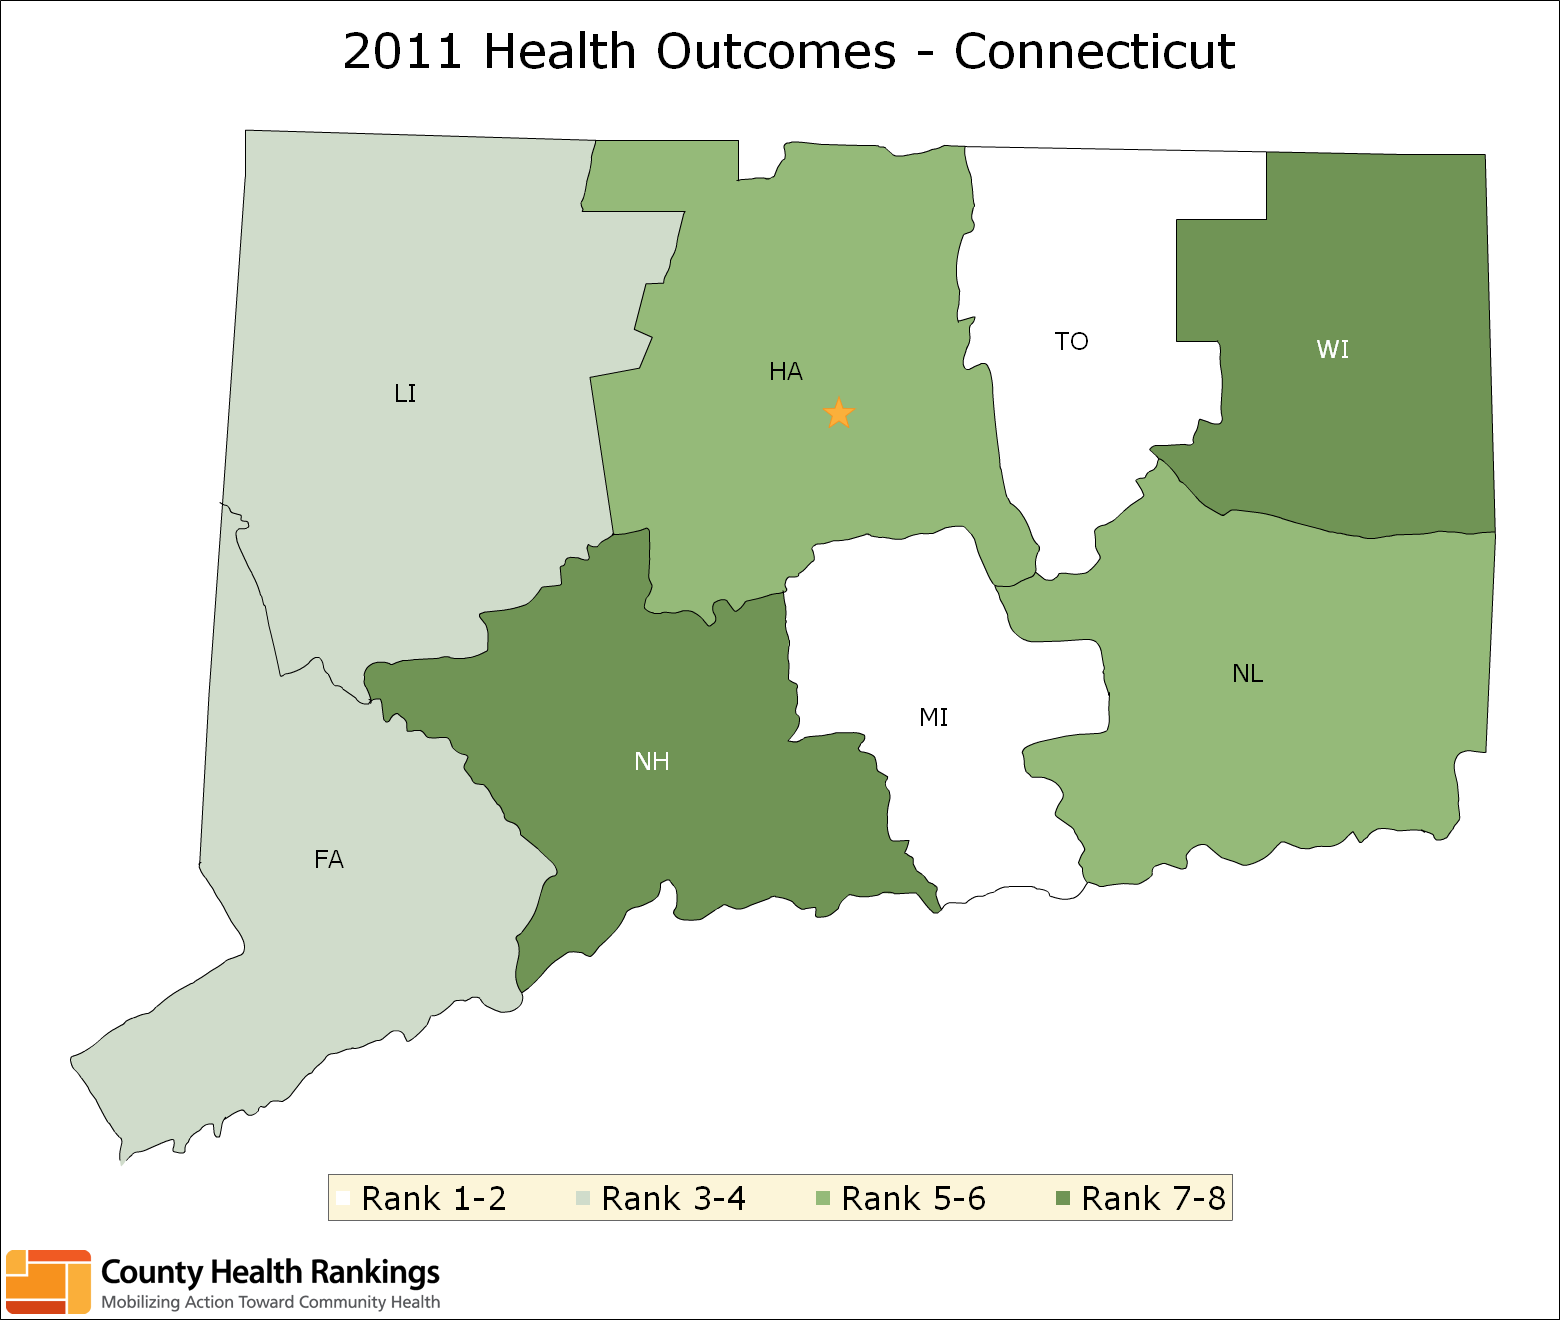 2011 Health Outcomes - Connecticut
TO
WI
HA
LI
NL
MI
NH
FA
Rank 1-2 Rank 3-4 Rank 5-6 Rank 7-8
County Health Rankings
Mobilizing Action Toward Community Health